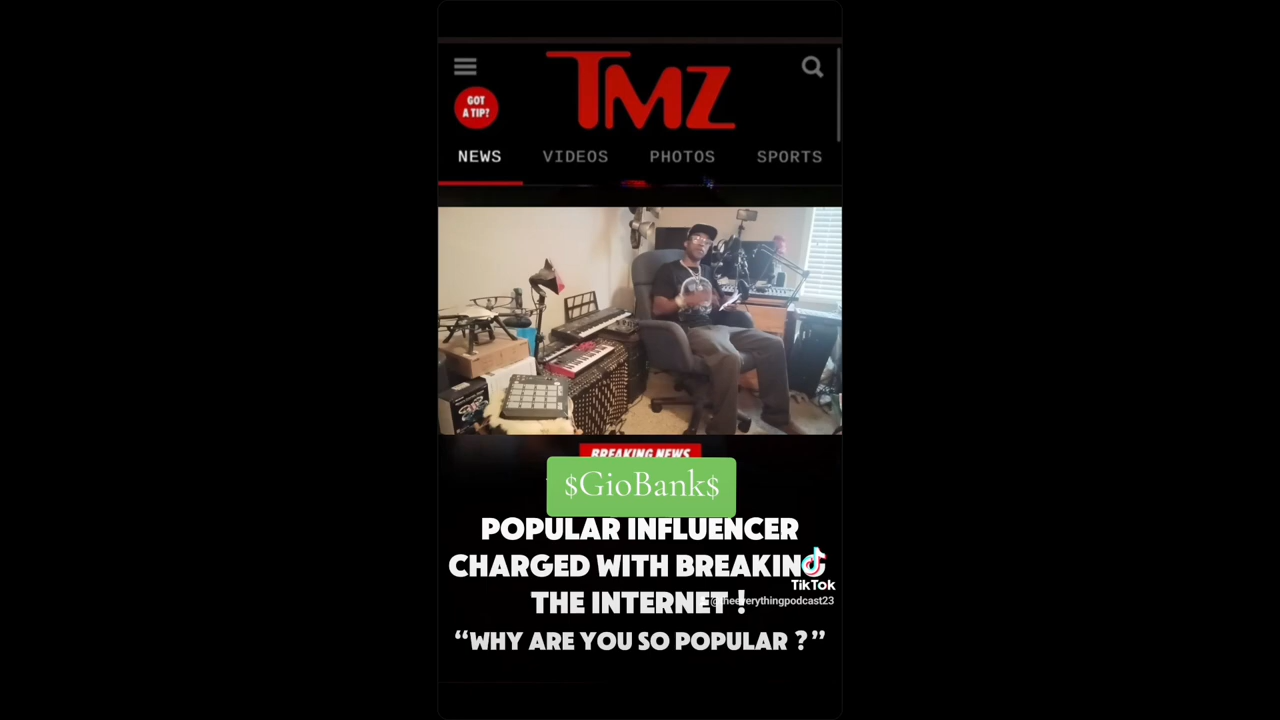 TMZ
GOT
A TIP?
NEWS VIDEOS PHOTOS SPORTS
BREAKING NEWS
$GioBank$
POPULAR INFLUENCER
CHARGED WITH BREAKING
THE INTERNET !
TikTok
@theeverythingpodcast23
“WHY ARE YOU SO POPULAR ?”